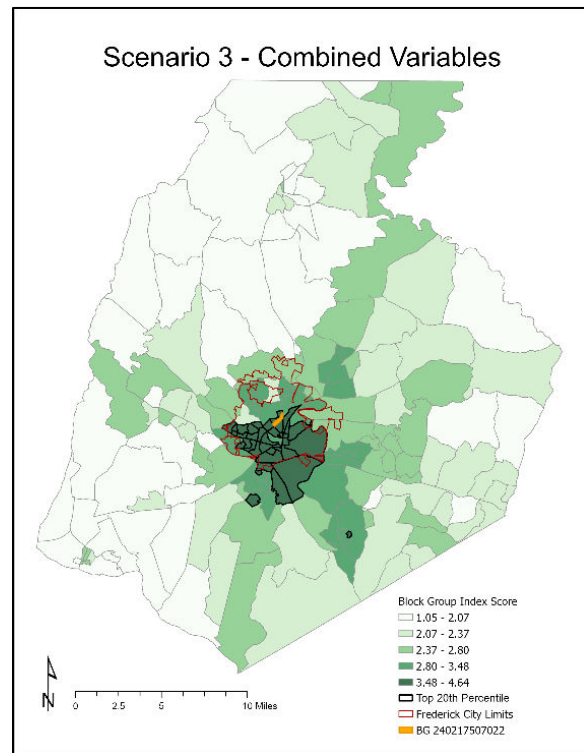 Scenario 3 - Combined Variables
Block Group Index Score
1.05 - 2.07
2.07 - 2.37
2.37 - 2.80
2.80 - 3.48
3.48 - 4.64
Top 20th Percentile
Frederick City Limits
BG 240217507022
N
0 2.5 5 10 Miles